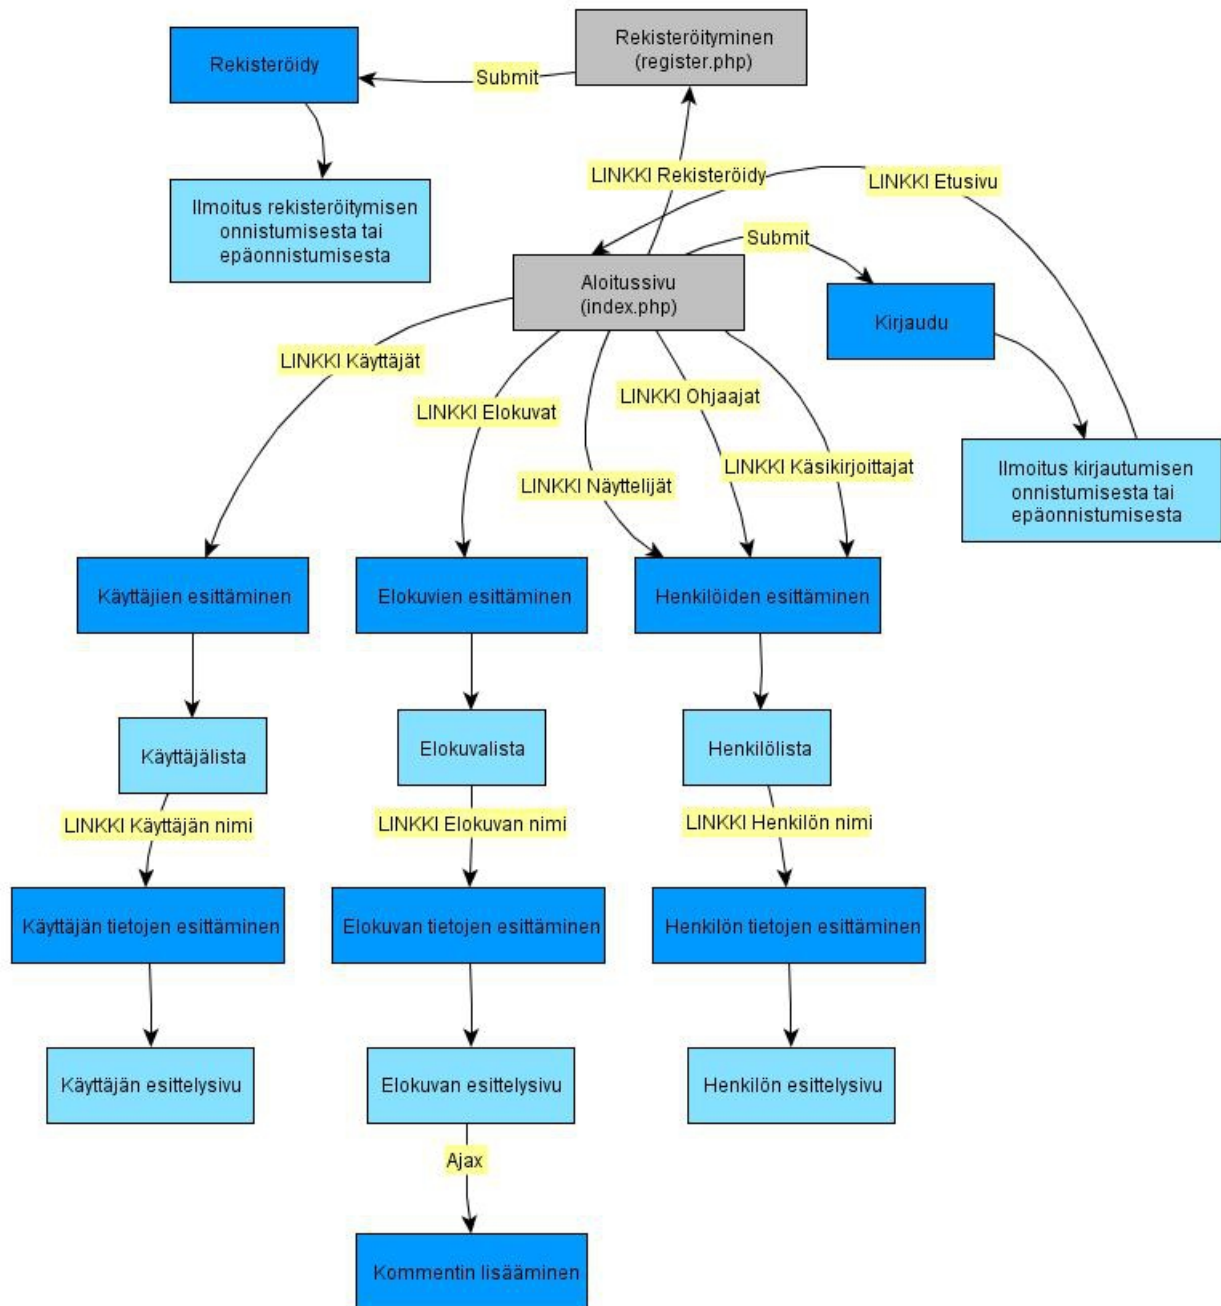 Rekisteröityminen
(register.php)
Rekisteröidy
Submit
LINKKI Rekisteröidy
LINKKI Etusivu
Ilmoitus rekisteröitymisen
onnistumisesta tai
epäonnistumisesta
Submit
Aloitussivu
(index.php)
Kirjaudu
LINKKI Käyttäjät
LINKKI Elokuvat
LINKKI Ohjaajat
LINKKI Näyttelijät
LINKKI Käsikirjoittajat
Ilmoitus kirjautumisen
onnistumisesta tai
epäonnistumisesta
Käyttäjien esittäminen
Elokuvien esittäminen
Henkilöiden esittäminen
Käyttäjälista
Elokuvalista
Henkilölista
LINKKI Käyttäjän nimi
LINKKI Elokuvan nimi
LINKKI Henkilön nimi
Käyttäjän tietojen esittäminen
Elokuvan tietojen esittäminen
Henkilön tietojen esittäminen
Käyttäjän esittelysivu
Elokuvan esittelysivu
Henkilön esittelysivu
Ajax
Kommentin lisääminen